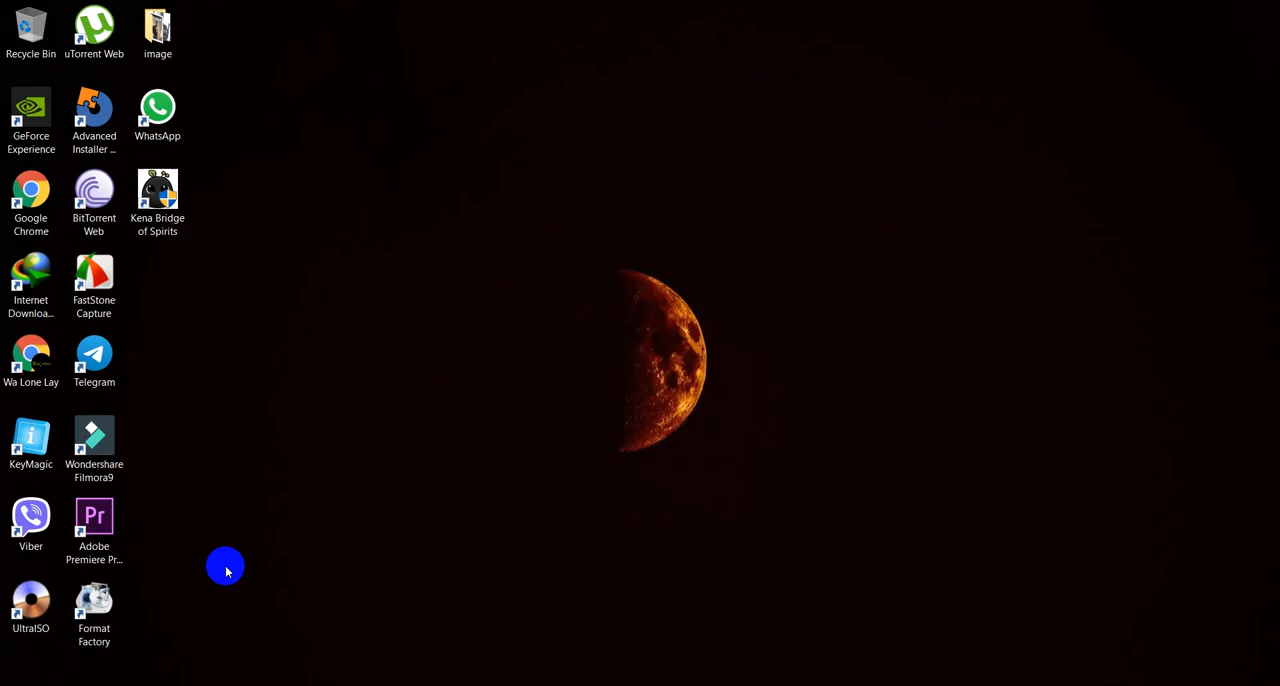 Recycle Bin
uTorrent Web
image
GeForce
Experience
Advanced
Installer ...
WhatsApp
Google
Chrome
BitTorrent
Web
Kena Bridge
of Spirits
Internet
Downloa...
FastStone
Capture
Wa Lone Lay
Telegram
KeyMagic
Wondershare
Filmora9
Viber
Pr
Adobe
Premiere Pr...
UltraISO
Format
Factory